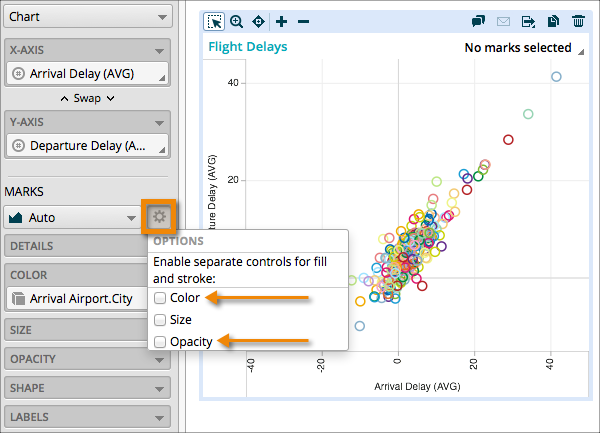 Chart
X-AXIS
Arrival Delay (AVG)
Swap
Y-AXIS
Departure Delay (A...
MARKS
Auto
DETAILS
COLOR
Arrival Airport.City
SIZE
OPACITY
SHAPE
LABELS
OPTIONS
Enable separate controls for fill
and stroke:
Color
Size
Opacity
Flight Delays
No marks selected
40
20
ture Delay (AVG)
-40
-20
0
20
40
Arrival Delay (AVG)